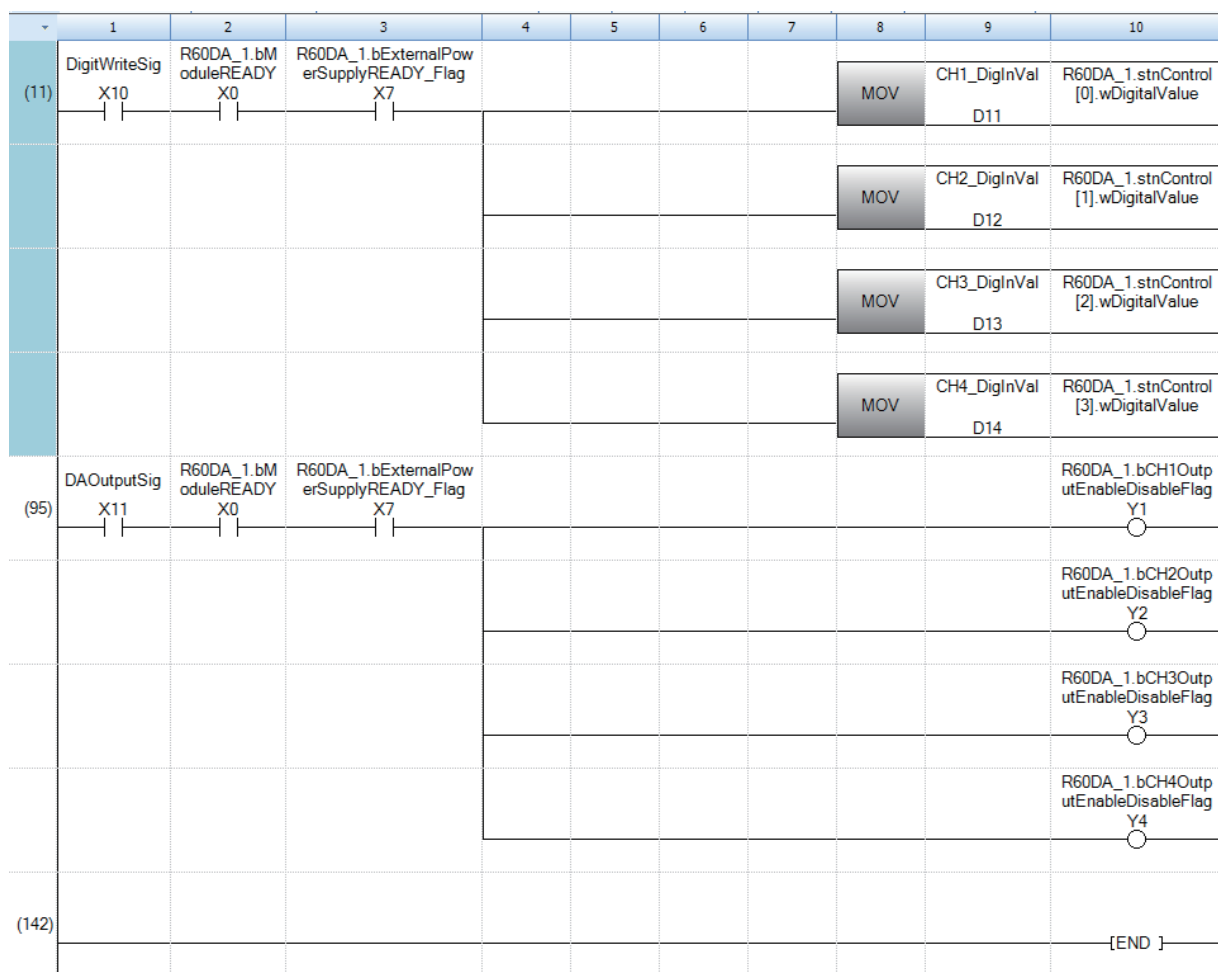 1 2 3 4 5 6 7 8 9 10
DigitWriteSig
X10
R60DA_1.bM
oduleREADY
X0
R60DA_1.bExternalPow
erSupplyREADY_Flag
X7
(11)
MOV
CH1_DigInVal
D11
R60DA_1.stnControl
[0].wDigitalValue
MOV
CH2_DigInVal
D12
R60DA_1.stnControl
[1].wDigitalValue
MOV
CH3_DigInVal
D13
R60DA_1.stnControl
[2].wDigitalValue
MOV
CH4_DigInVal
D14
R60DA_1.stnControl
[3].wDigitalValue
(95)
DAOutputSig
X11
R60DA_1.bM
oduleREADY
X0
R60DA_1.bExternalPow
erSupplyREADY_Flag
X7
R60DA_1.bCH1Outp
utEnableDisableFlag
Y1
R60DA_1.bCH2Outp
utEnableDisableFlag
Y2
R60DA_1.bCH3Outp
utEnableDisableFlag
Y3
R60DA_1.bCH4Outp
utEnableDisableFlag
Y4
(142)
[END ]